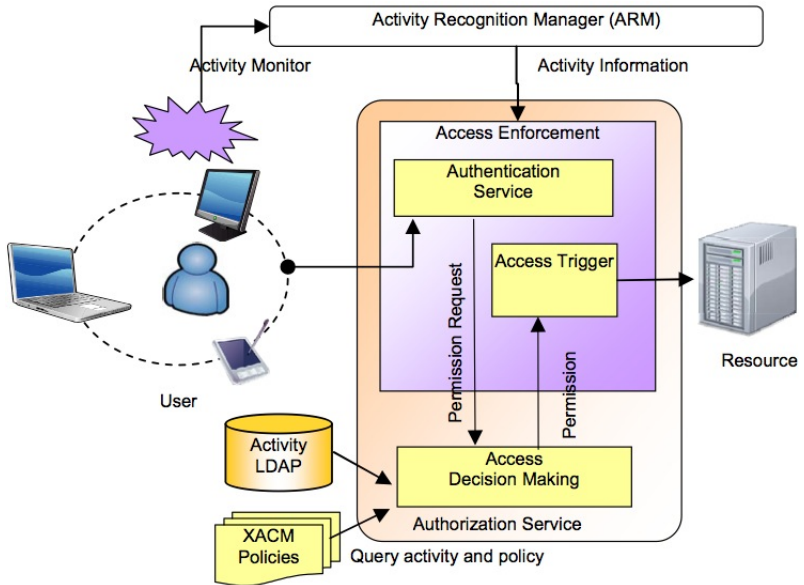 Activity Recognition Manager (ARM)
Activity Monitor
Activity Information
Access Enforcement
Authentication
Service
Access Trigger
Permission Request
Permission
Resource
User
Activity
LDAP
Access
Decision Making
XACM
Policies
Authorization Service
Query activity and policy